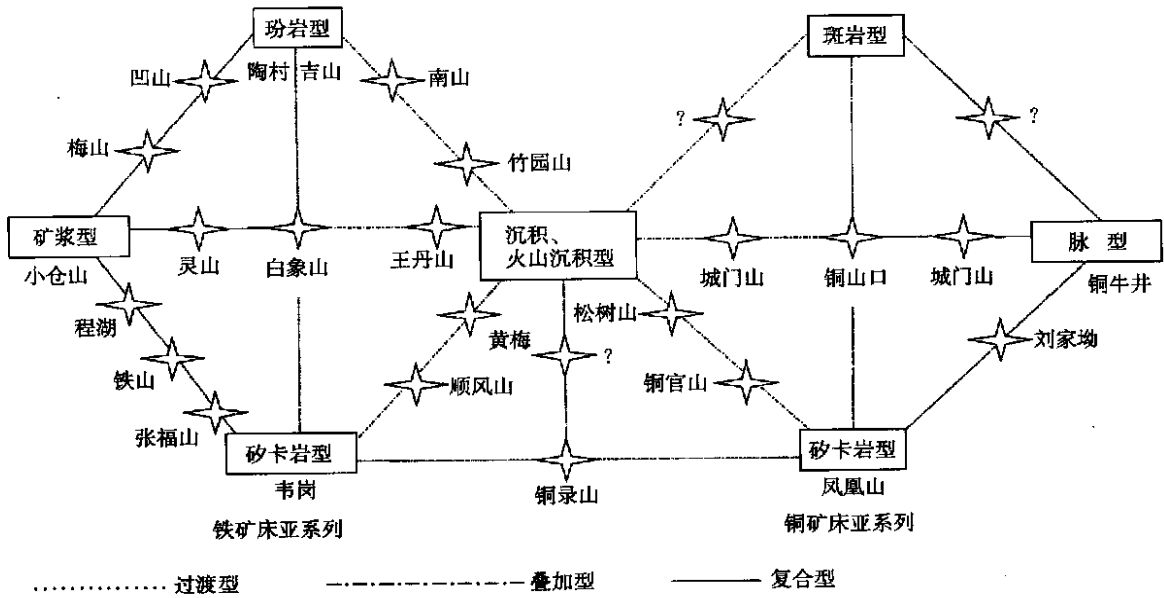 玢岩型
斑岩型
陶村 吉山
凹山
南山
?
?
梅山
竹园山
矿浆型
沉积、
火山沉积型
脉 型
小仓山
灵山
白象山
王丹山
城门山
铜山口
城门山
铜牛井
程湖
黄梅
松树山
?
刘家坳
铁山
顺风山
铜官山
张福山
矽卡岩型
矽卡岩型
韦岗
铜录山
凤凰山
铁矿床亚系列
铜矿床亚系列
过渡型
叠加型
复合型